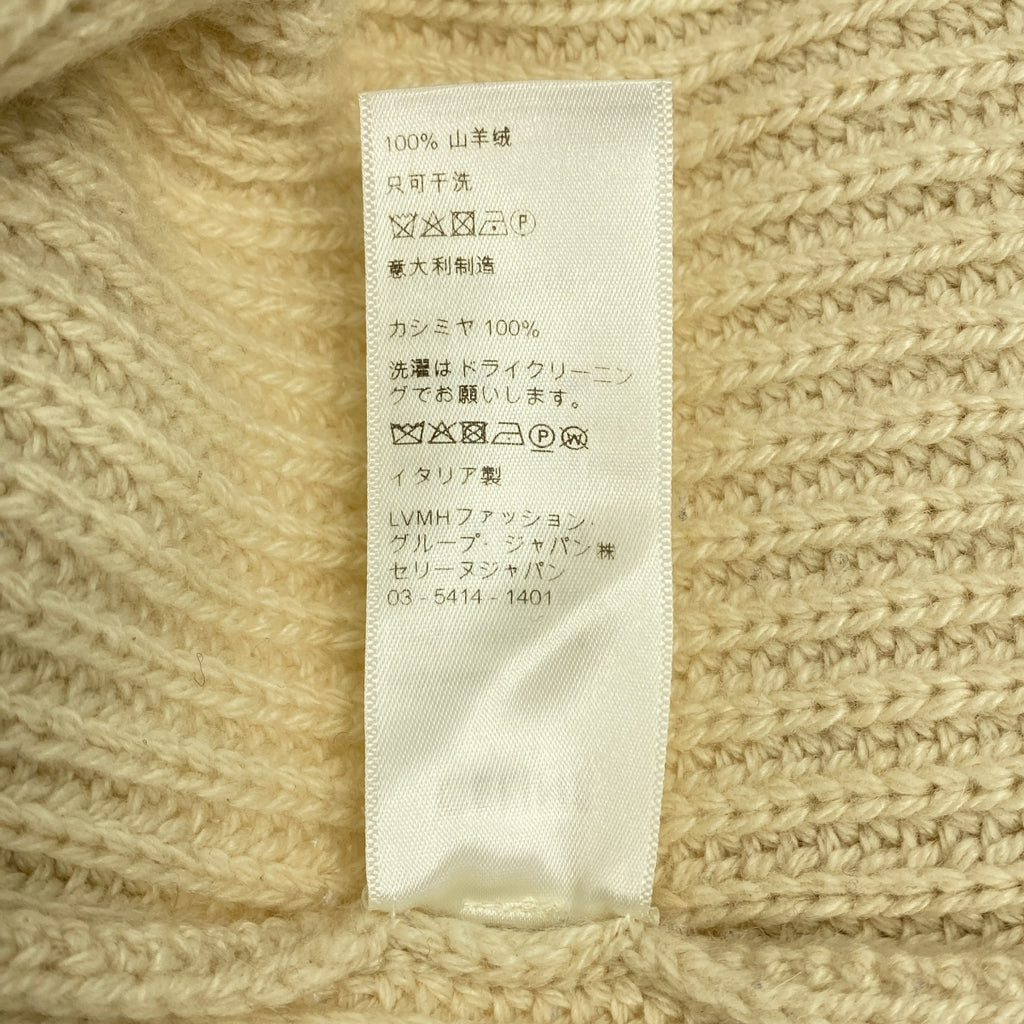 100% 山羊绒
只可干洗
意大利制造
カシミヤ 100%
洗濯はドライクリーニン
グでお願いします。
イタリア製
LVMHファッション・
グループ・ジャパン㈱
セリーヌジャパン
03 - 5414 - 1401